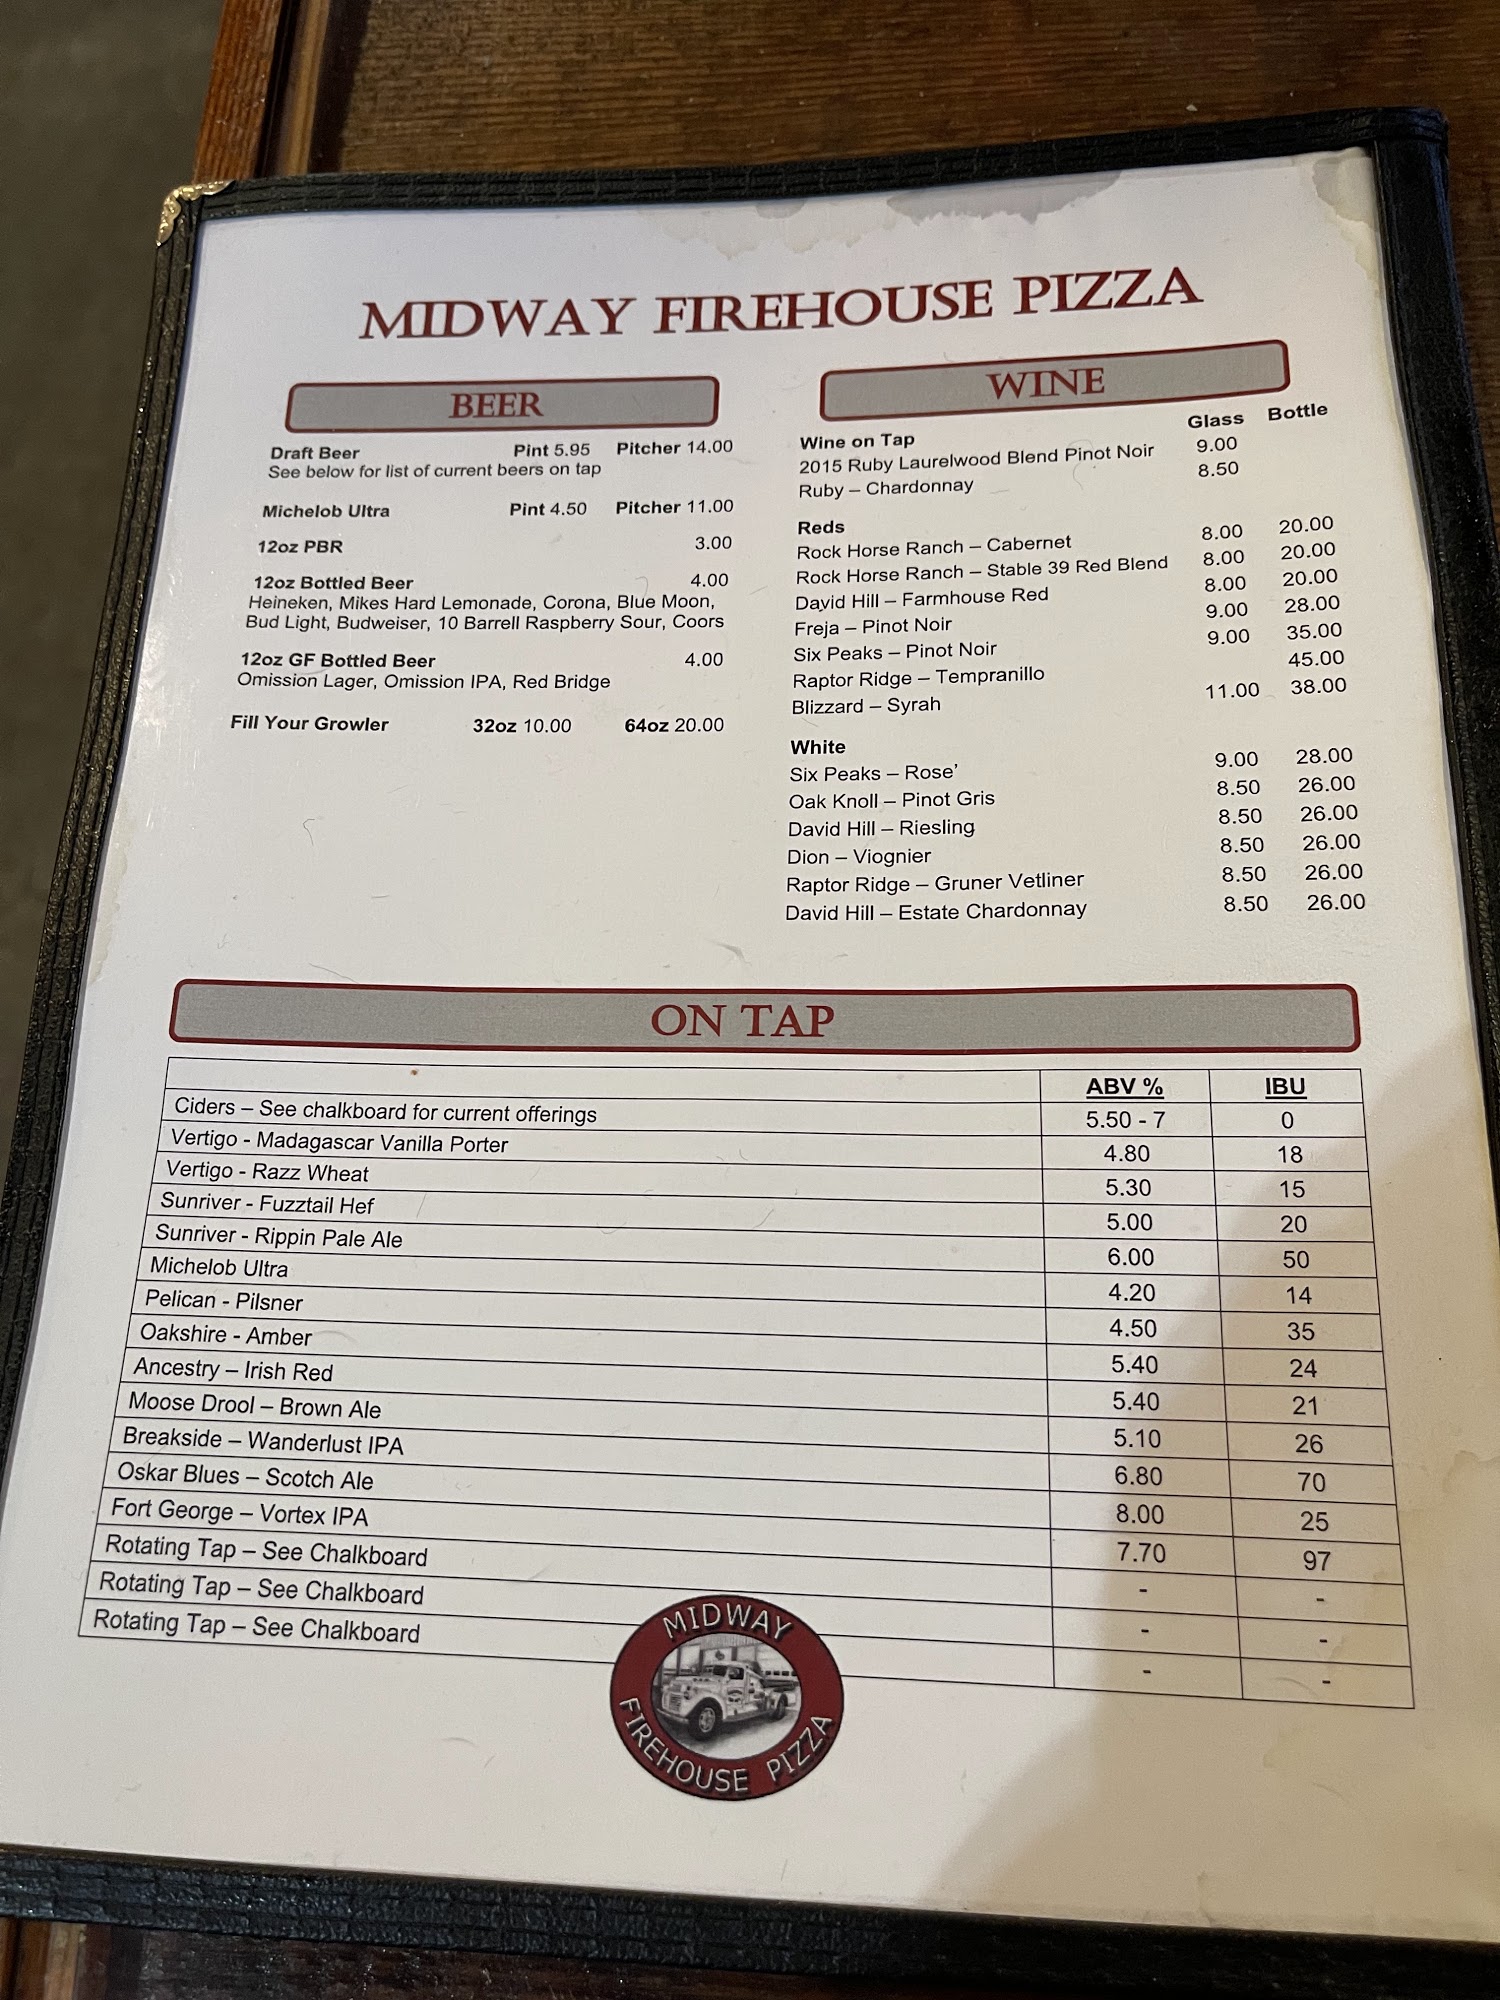 MIDWAY FIREHOUSE PIZZA
BEER
Draft Beer Pint 5.95 Pitcher 14.00
See below for list of current beers on tap
Michelob Ultra Pint 4.50 Pitcher 11.00
12oz PBR 3.00
12oz Bottled Beer 4.00
Heineken, Mikes Hard Lemonade, Corona, Blue Moon,
Bud Light, Budweiser, 10 Barrell Raspberry Sour, Coors
12oz GF Bottled Beer 4.00
Omission Lager, Omission IPA, Red Bridge
Fill Your Growler 32oz 10.00 64oz 20.00
WINE
Glass Bottle
Wine on Tap
2015 Ruby Laurelwood Blend Pinot Noir 9.00
Ruby – Chardonnay 8.50
Reds
Rock Horse Ranch – Cabernet 8.00 20.00
Rock Horse Ranch – Stable 39 Red Blend 8.00 20.00
David Hill – Farmhouse Red 8.00 20.00
Freja – Pinot Noir 9.00 28.00
Six Peaks – Pinot Noir 9.00 35.00
Raptor Ridge – Tempranillo 45.00
Blizzard – Syrah 11.00 38.00
White
Six Peaks – Rose’ 9.00 28.00
Oak Knoll – Pinot Gris 8.50 26.00
David Hill – Riesling 8.50 26.00
Dion – Viognier 8.50 26.00
Raptor Ridge – Gruner Vetliner 8.50 26.00
David Hill – Estate Chardonnay 8.50 26.00
ON TAP
ABV % IBU
Ciders – See chalkboard for current offerings 5.50 - 7 0
Vertigo - Madagascar Vanilla Porter 4.80 18
Vertigo - Razz Wheat 5.30 15
Sunriver - Fuzztail Hef 5.00 20
Sunriver - Rippin Pale Ale 6.00 50
Michelob Ultra 4.20 14
Pelican - Pilsner 4.50 35
Oakshire - Amber 5.40 24
Ancestry – Irish Red 5.40 21
Moose Drool – Brown Ale 5.10 26
Breakside – Wanderlust IPA 6.80 70
Oskar Blues – Scotch Ale 8.00 25
Fort George – Vortex IPA 7.70 97
Rotating Tap – See Chalkboard - -
Rotating Tap – See Chalkboard - -
Rotating Tap – See Chalkboard - -
MIDWAY
FIREHOUSE PIZZA